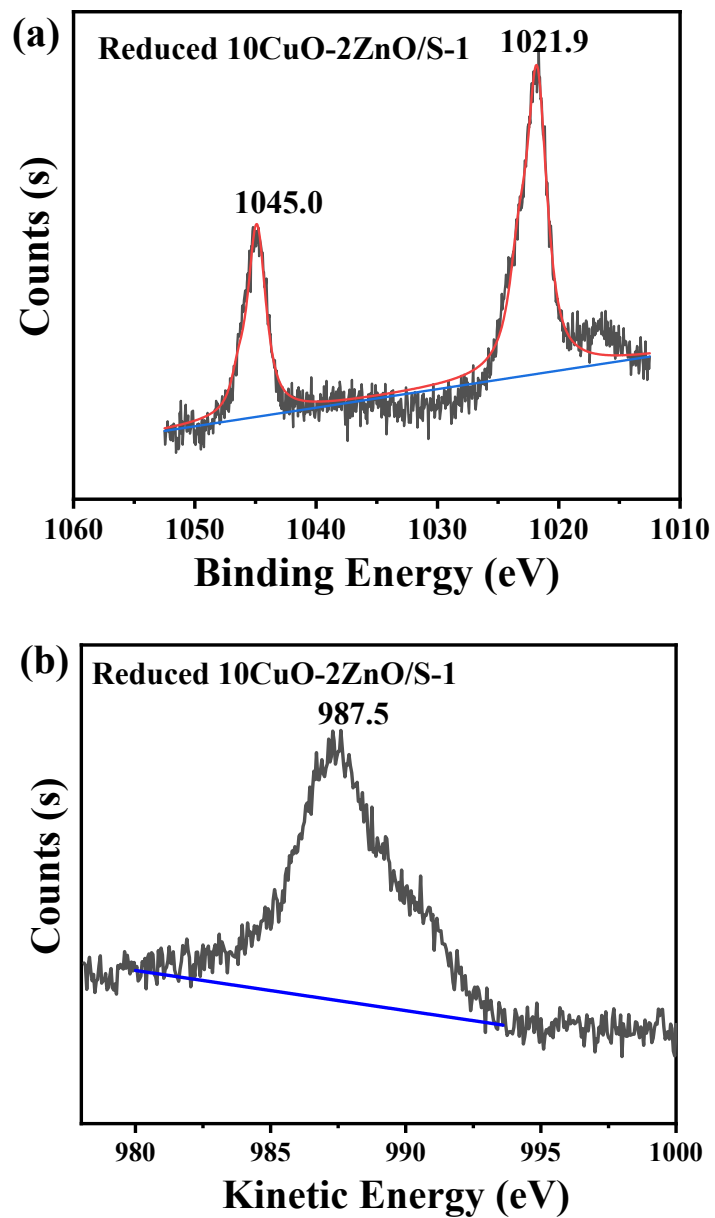 (a)
Reduced 10CuO-2ZnO/S-1
1021.9
1045.0
Counts (s)
1060 1050 1040 1030 1020 1010
Binding Energy (eV)
(b)
Reduced 10CuO-2ZnO/S-1
987.5
Counts (s)
980 985 990 995 1000
Kinetic Energy (eV)